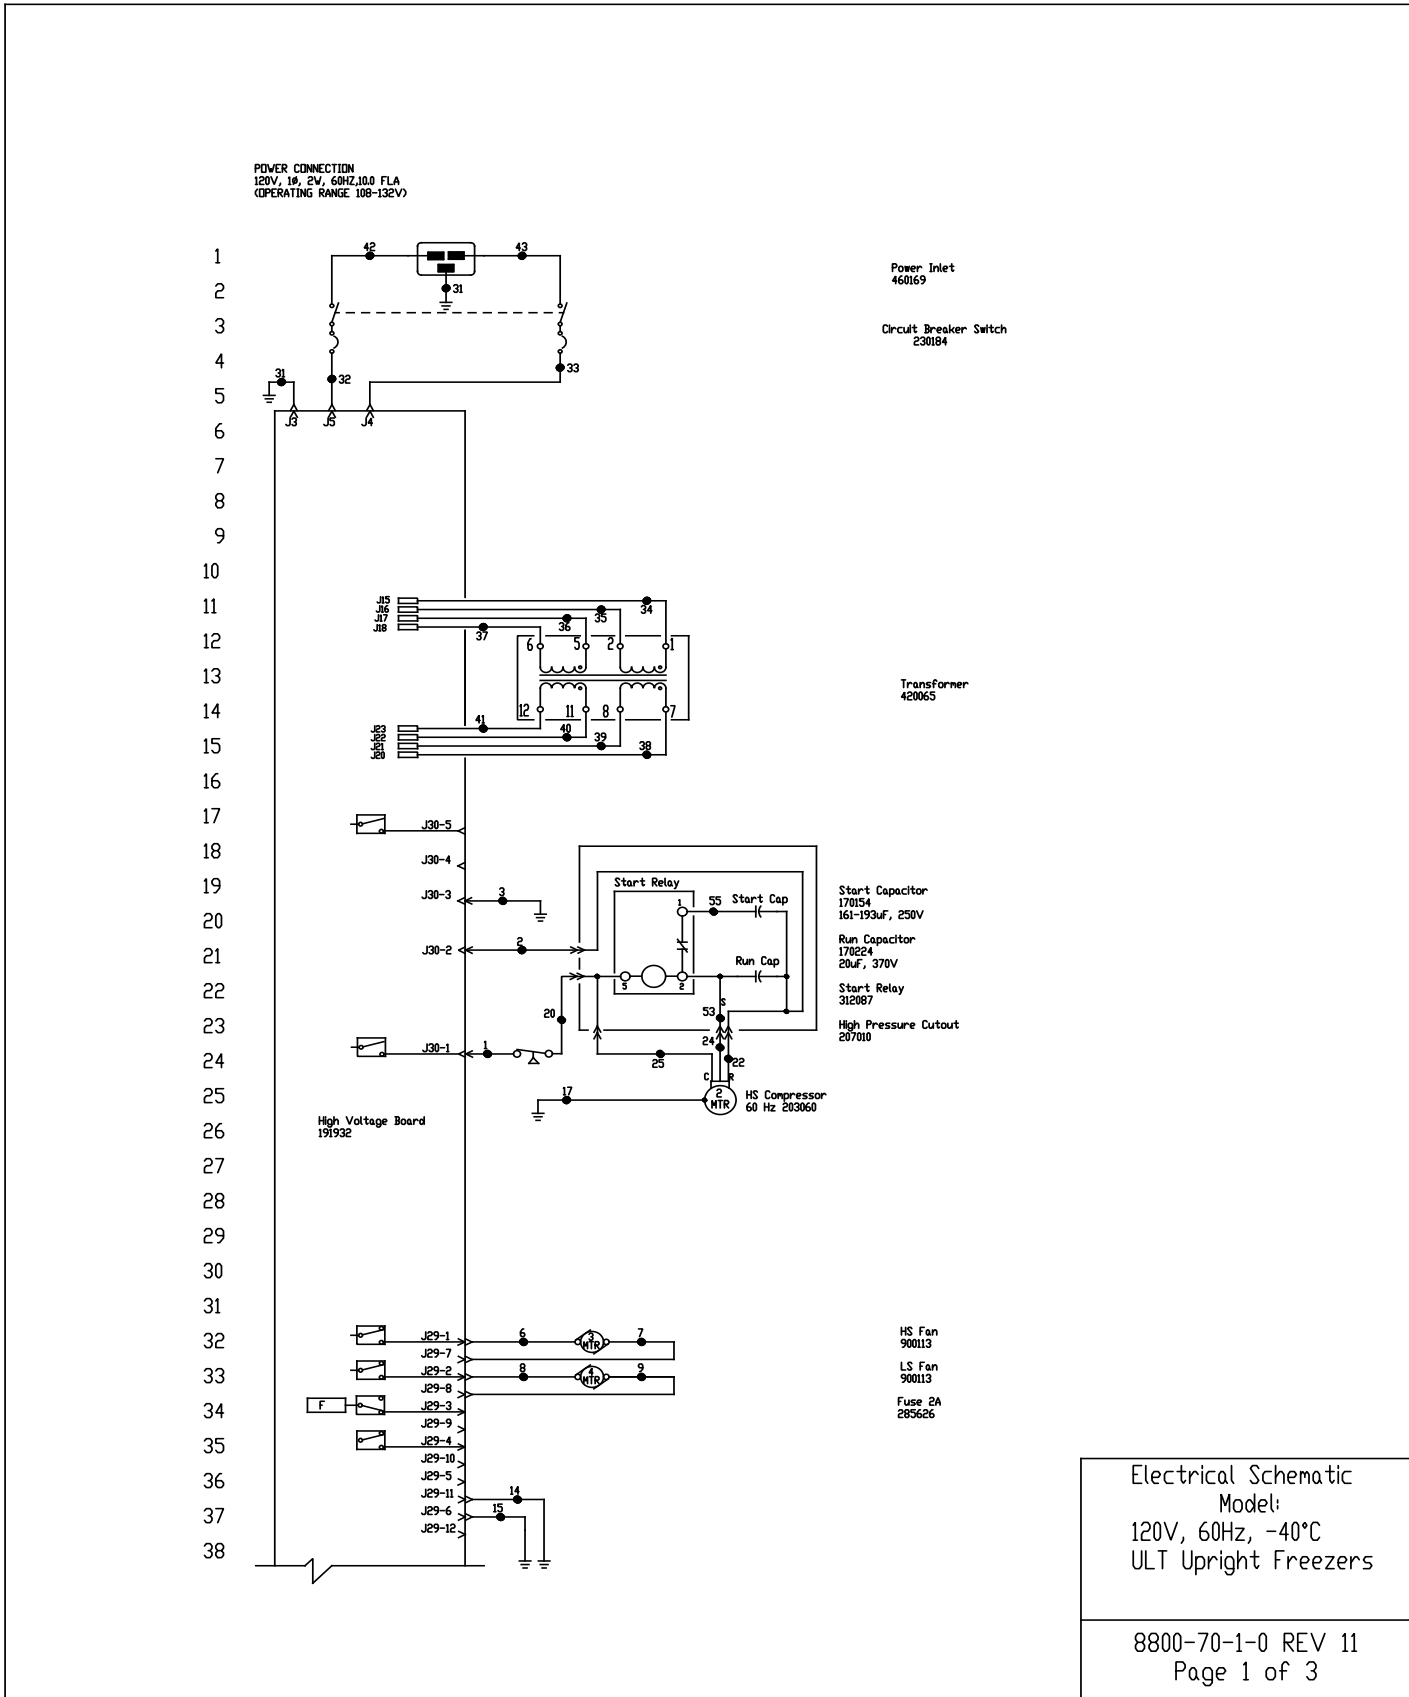 POWER CONNECTION
120V, 1ø, 2W, 60HZ,10.0 FLA
(OPERATING RANGE 108-132V)
1
42
43
Power Inlet
460169
2
31
3
Circuit Breaker Switch
230184
4
33
31
32
5
J3
J5
J4
6
7
8
9
10
11
J15
J16
J17
J18
34
35
36
37
12
6
5
2
1
13
Transformer
420065
14
12
11
8
7
41
40
39
38
J23
J22
J21
J20
15
16
17
J30-5
18
J30-4
19
J30-3
3
Start Relay
1
55
Start Cap
Start Capacitor
170154
161-193uF, 250V
20
21
J30-2
2
Run Cap
Run Capacitor
170224
20uF, 370V
22
5
2
Start Relay
312087
S
53
20
23
High Pressure Cutout
207010
24
J30-1
1
24
25
22
C
R
25
17
2
MTR
HS Compressor
60 Hz 203060
26
High Voltage Board
191932
27
28
29
30
31
32
J29-1
6
3
MTR
7
HS Fan
900113
J29-7
33
J29-2
8
4
MTR
9
LS Fan
900113
J29-8
34
F
J29-3
Fuse 2A
285626
J29-9
35
J29-4
J29-10
36
J29-5
J29-11
14
37
J29-6
15
J29-12
38
Electrical Schematic
Model:
120V, 60Hz, -40°C
ULT Upright Freezers
8800-70-1-0 REV 11
Page 1 of 3